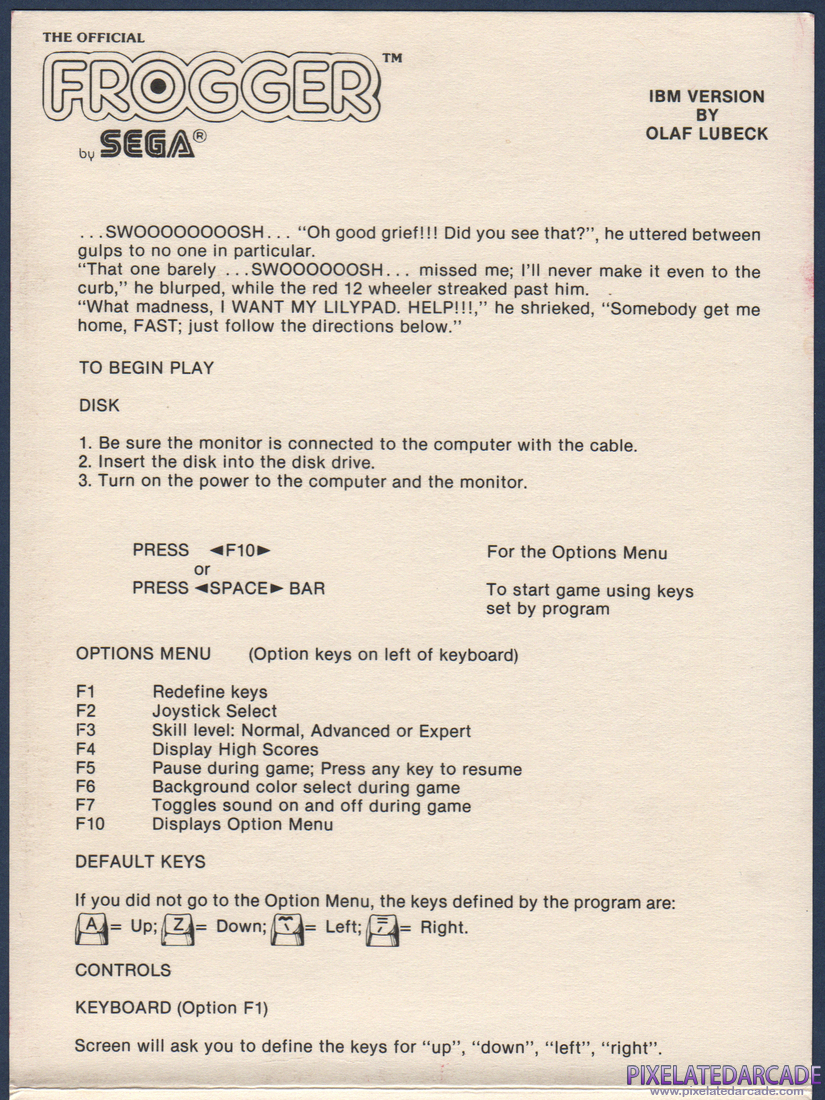 THE OFFICIAL
FROGGER™
by SEGA®
IBM VERSION
BY
OLAF LUBECK
...SWOOOOOOOOSH... “Oh good grief!!! Did you see that?”, he uttered between
gulps to no one in particular.
“That one barely ...SWOOOOOOSH... missed me; I’ll never make it even to the
curb,” he blurped, while the red 12 wheeler streaked past him.
“What madness, I WANT MY LILYPAD. HELP!!!,” he shrieked, “Somebody get me
home, FAST; just follow the directions below.”
TO BEGIN PLAY
DISK
1. Be sure the monitor is connected to the computer with the cable.
2. Insert the disk into the disk drive.
3. Turn on the power to the computer and the monitor.
PRESS ◄F10► For the Options Menu
or
PRESS ◄SPACE► BAR To start game using keys
set by program
OPTIONS MENU (Option keys on left of keyboard)
F1 Redefine keys
F2 Joystick Select
F3 Skill level: Normal, Advanced or Expert
F4 Display High Scores
F5 Pause during game; Press any key to resume
F6 Background color select during game
F7 Toggles sound on and off during game
F10 Displays Option Menu
DEFAULT KEYS
If you did not go to the Option Menu, the keys defined by the program are:
A = Up; Z = Down; = Left; = Right.
CONTROLS
KEYBOARD (Option F1)
Screen will ask you to define the keys for “up”, “down”, “left”, “right”.
PIXELATEDARCADE
www.pixelatedarcade.com